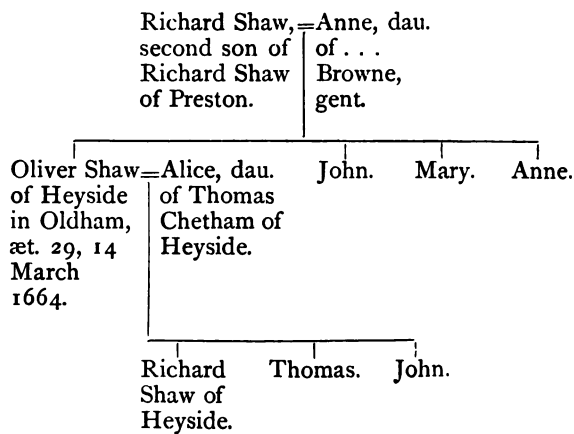 Richard Shaw,=Anne, dau.
second son of of . . .
Richard Shaw Browne,
of Preston. gent.
Oliver Shaw=Alice, dau. John. Mary. Anne.
of Heyside of Thomas
in Oldham, Chetham of
æt. 29, 14 Heyside.
March
1664.
Richard Thomas. John.
Shaw of
Heyside.